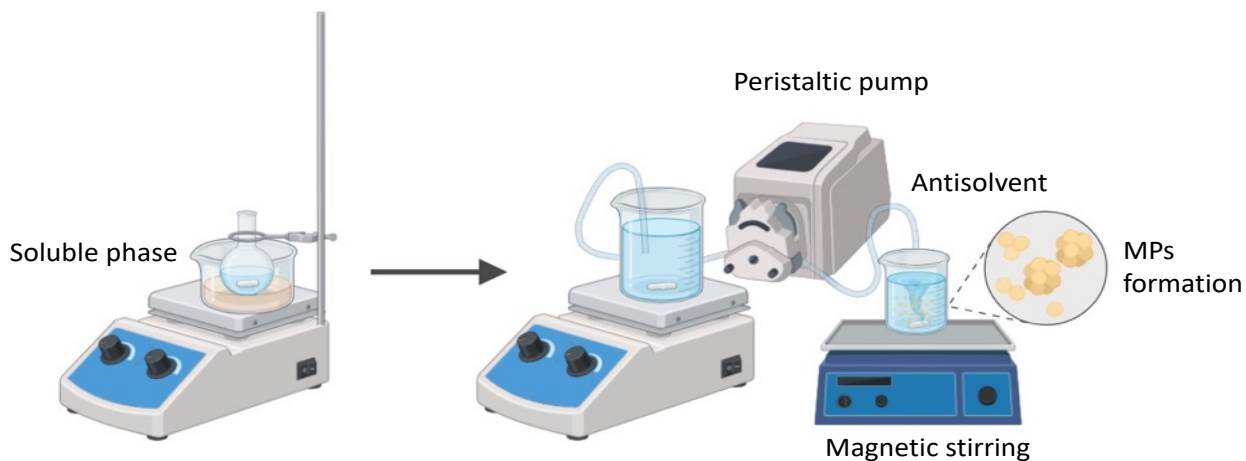 Peristaltic pump
Antisolvent
Soluble phase
MPs
formation
Magnetic stirring